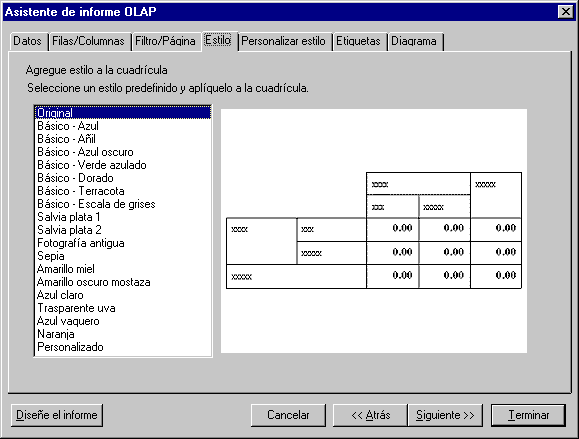 Asistente de informe OLAP
Datos Filas/Columnas Filtro/Página Estilo Personalizar estilo Etiquetas Diagrama
Agregue estilo a la cuadrícula
Seleccione un estilo predefinido y aplíquelo a la cuadrícula.
Original
Básico - Azul
Básico - Añil
Básico - Azul oscuro
Básico - Verde azulado
Básico - Dorado
Básico - Terracota
Básico - Escala de grises
Salvia plata 1
Salvia plata 2
Fotografía antigua
Sepia
Amarillo miel
Amarillo oscuro mostaza
Azul claro
Trasparente uva
Azul vaquero
Naranja
Personalizado
xxxx xxxxx
xxx xxxxx
xxxx xxx 0.00 0.00 0.00
xxxxx 0.00 0.00 0.00
xxxxx 0.00 0.00 0.00
Diseñe el informe Cancelar << Atrás Siguiente >> Terminar